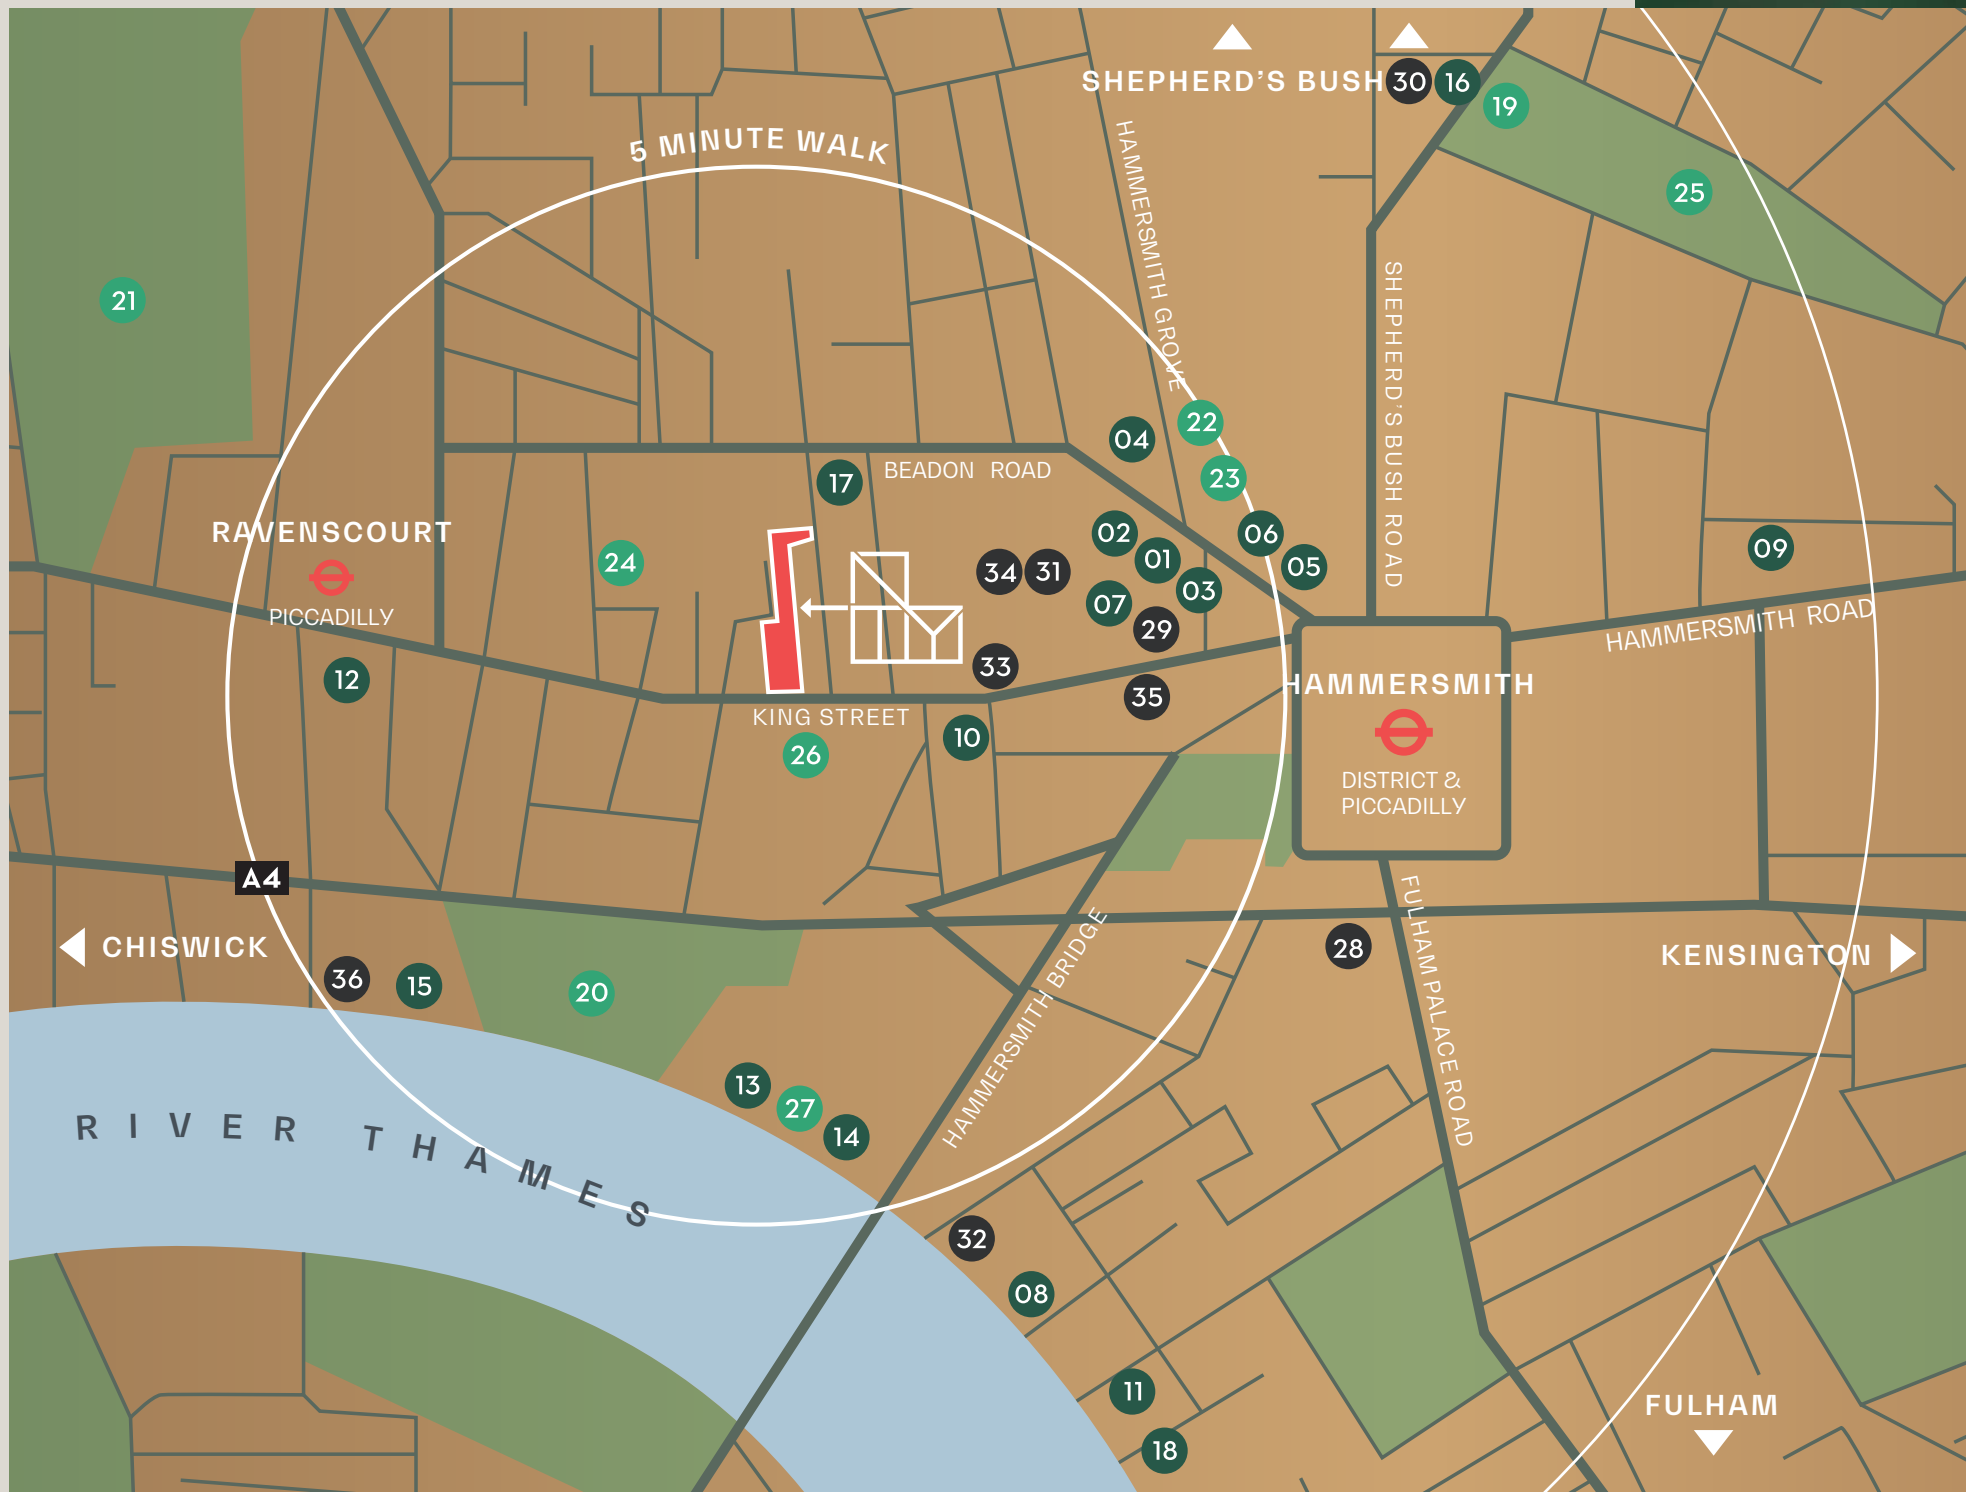 SHEPHERD'S BUSH
30
16
19
5 MINUTE WALK
HAMMERSMITH GROVE
25
21
SHEPHERD'S BUSH ROAD
22
04
BEADON ROAD
23
17
RAVENSCOURT
PICCADILLY
24
02
06
01
05
09
34
31
07
03
29
HAMMERSMITH ROAD
12
33
35
HAMMERSMITH
DISTRICT &
PICCADILLY
KING STREET
26
10
A4
CHISWICK
36
15
20
HAMMERSMITH BRIDGE
28
FULHAM PALACE ROAD
KENSINGTON
13
27
14
RIVER THAMES
32
08
11
18
FULHAM